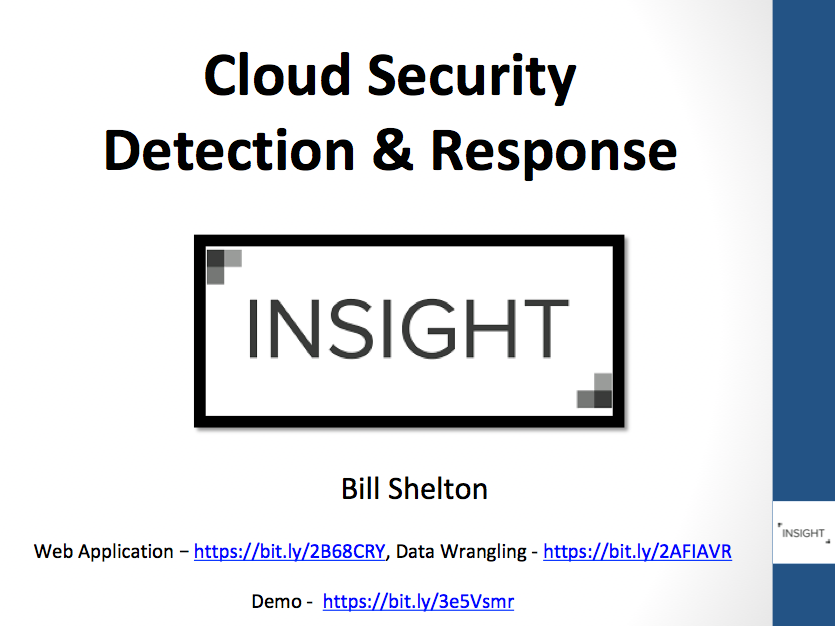 Cloud Security
Detection & Response
INSIGHT
Bill Shelton
INSIGHT
Web Application – https://bit.ly/2B68CRY, Data Wrangling - https://bit.ly/2AFIAVR
Demo - https://bit.ly/3e5Vsmr